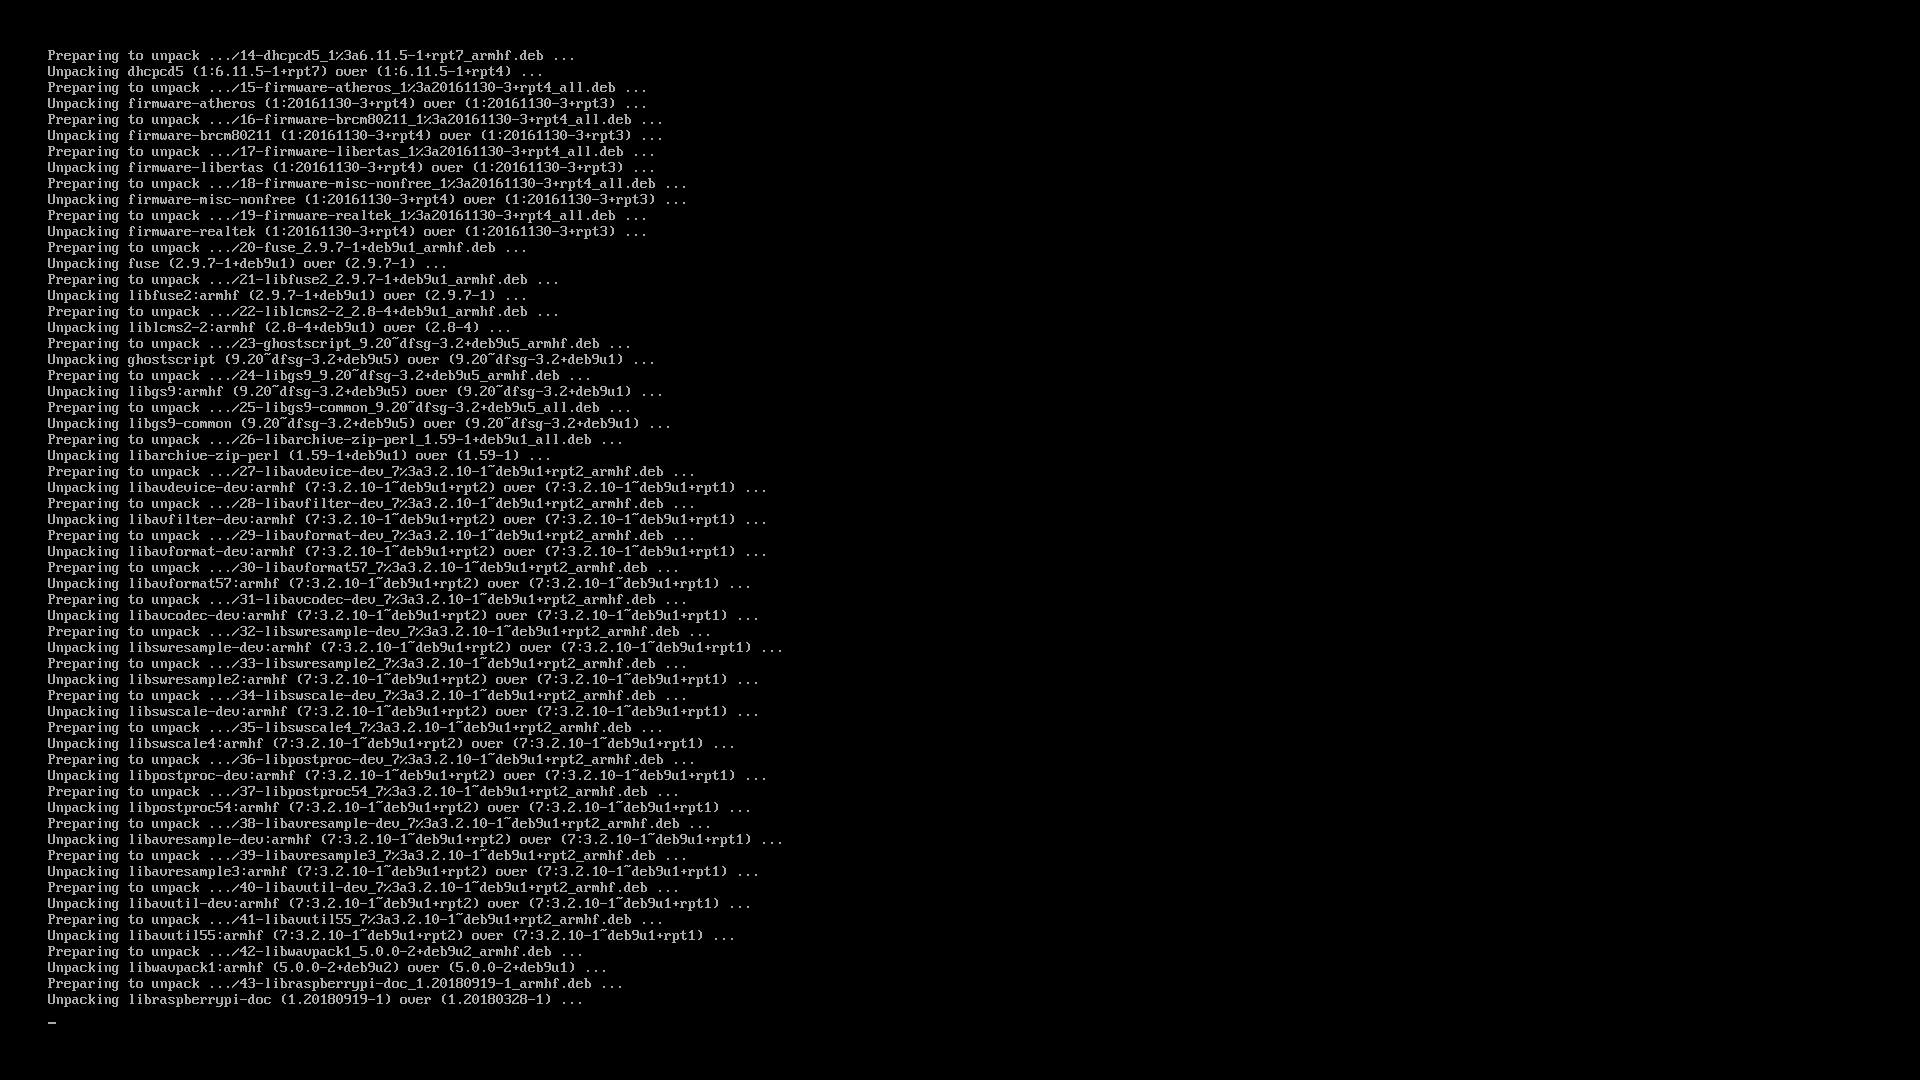 Preparing to unpack .../14-dhcpcd5_1%3a6.11.5-1+rpt7_armhf.deb ...
Unpacking dhcpcd5 (1:6.11.5-1+rpt7) over (1:6.11.5-1+rpt4) ...
Preparing to unpack .../15-firmware-atheros_1%3a20161130-3+rpt4_all.deb ...
Unpacking firmware-atheros (1:20161130-3+rpt4) over (1:20161130-3+rpt3) ...
Preparing to unpack .../16-firmware-brcm80211_1%3a20161130-3+rpt4_all.deb ...
Unpacking firmware-brcm80211 (1:20161130-3+rpt4) over (1:20161130-3+rpt3) ...
Preparing to unpack .../17-firmware-libertas_1%3a20161130-3+rpt4_all.deb ...
Unpacking firmware-libertas (1:20161130-3+rpt4) over (1:20161130-3+rpt3) ...
Preparing to unpack .../18-firmware-misc-nonfree_1%3a20161130-3+rpt4_all.deb ...
Unpacking firmware-misc-nonfree (1:20161130-3+rpt4) over (1:20161130-3+rpt3) ...
Preparing to unpack .../19-firmware-realtek_1%3a20161130-3+rpt4_all.deb ...
Unpacking firmware-realtek (1:20161130-3+rpt4) over (1:20161130-3+rpt3) ...
Preparing to unpack .../20-fuse_2.9.7-1+deb9u1_armhf.deb ...
Unpacking fuse (2.9.7-1+deb9u1) over (2.9.7-1) ...
Preparing to unpack .../21-libfuse2_2.9.7-1+deb9u1_armhf.deb ...
Unpacking libfuse2:armhf (2.9.7-1+deb9u1) over (2.9.7-1) ...
Preparing to unpack .../22-liblcms2-2_2.8-4+deb9u1_armhf.deb ...
Unpacking liblcms2-2:armhf (2.8-4+deb9u1) over (2.8-4) ...
Preparing to unpack .../23-ghostscript_9.20~dfsg-3.2+deb9u5_armhf.deb ...
Unpacking ghostscript (9.20~dfsg-3.2+deb9u5) over (9.20~dfsg-3.2+deb9u1) ...
Preparing to unpack .../24-libgs9_9.20~dfsg-3.2+deb9u5_armhf.deb ...
Unpacking libgs9:armhf (9.20~dfsg-3.2+deb9u5) over (9.20~dfsg-3.2+deb9u1) ...
Preparing to unpack .../25-libgs9-common_9.20~dfsg-3.2+deb9u5_all.deb ...
Unpacking libgs9-common (9.20~dfsg-3.2+deb9u5) over (9.20~dfsg-3.2+deb9u1) ...
Preparing to unpack .../26-libarchive-zip-perl_1.59-1+deb9u1_all.deb ...
Unpacking libarchive-zip-perl (1.59-1+deb9u1) over (1.59-1) ...
Preparing to unpack .../27-libavdevice-dev_7%3a3.2.10-1~deb9u1+rpt2_armhf.deb ...
Unpacking libavdevice-dev:armhf (7:3.2.10-1~deb9u1+rpt2) over (7:3.2.10-1~deb9u1+rpt1) ...
Preparing to unpack .../28-libavfilter-dev_7%3a3.2.10-1~deb9u1+rpt2_armhf.deb ...
Unpacking libavfilter-dev:armhf (7:3.2.10-1~deb9u1+rpt2) over (7:3.2.10-1~deb9u1+rpt1) ...
Preparing to unpack .../29-libavformat-dev_7%3a3.2.10-1~deb9u1+rpt2_armhf.deb ...
Unpacking libavformat-dev:armhf (7:3.2.10-1~deb9u1+rpt2) over (7:3.2.10-1~deb9u1+rpt1) ...
Preparing to unpack .../30-libavformat57_7%3a3.2.10-1~deb9u1+rpt2_armhf.deb ...
Unpacking libavformat57:armhf (7:3.2.10-1~deb9u1+rpt2) over (7:3.2.10-1~deb9u1+rpt1) ...
Preparing to unpack .../31-libavcodec-dev_7%3a3.2.10-1~deb9u1+rpt2_armhf.deb ...
Unpacking libavcodec-dev:armhf (7:3.2.10-1~deb9u1+rpt2) over (7:3.2.10-1~deb9u1+rpt1) ...
Preparing to unpack .../32-libswresample-dev_7%3a3.2.10-1~deb9u1+rpt2_armhf.deb ...
Unpacking libswresample-dev:armhf (7:3.2.10-1~deb9u1+rpt2) over (7:3.2.10-1~deb9u1+rpt1) ...
Preparing to unpack .../33-libswresample2_7%3a3.2.10-1~deb9u1+rpt2_armhf.deb ...
Unpacking libswresample2:armhf (7:3.2.10-1~deb9u1+rpt2) over (7:3.2.10-1~deb9u1+rpt1) ...
Preparing to unpack .../34-libswscale-dev_7%3a3.2.10-1~deb9u1+rpt2_armhf.deb ...
Unpacking libswscale-dev:armhf (7:3.2.10-1~deb9u1+rpt2) over (7:3.2.10-1~deb9u1+rpt1) ...
Preparing to unpack .../35-libswscale4_7%3a3.2.10-1~deb9u1+rpt2_armhf.deb ...
Unpacking libswscale4:armhf (7:3.2.10-1~deb9u1+rpt2) over (7:3.2.10-1~deb9u1+rpt1) ...
Preparing to unpack .../36-libpostproc-dev_7%3a3.2.10-1~deb9u1+rpt2_armhf.deb ...
Unpacking libpostproc-dev:armhf (7:3.2.10-1~deb9u1+rpt2) over (7:3.2.10-1~deb9u1+rpt1) ...
Preparing to unpack .../37-libpostproc54_7%3a3.2.10-1~deb9u1+rpt2_armhf.deb ...
Unpacking libpostproc54:armhf (7:3.2.10-1~deb9u1+rpt2) over (7:3.2.10-1~deb9u1+rpt1) ...
Preparing to unpack .../38-libavresample-dev_7%3a3.2.10-1~deb9u1+rpt2_armhf.deb ...
Unpacking libavresample-dev:armhf (7:3.2.10-1~deb9u1+rpt2) over (7:3.2.10-1~deb9u1+rpt1) ...
Preparing to unpack .../39-libavresample3_7%3a3.2.10-1~deb9u1+rpt2_armhf.deb ...
Unpacking libavresample3:armhf (7:3.2.10-1~deb9u1+rpt2) over (7:3.2.10-1~deb9u1+rpt1) ...
Preparing to unpack .../40-libavutil-dev_7%3a3.2.10-1~deb9u1+rpt2_armhf.deb ...
Unpacking libavutil-dev:armhf (7:3.2.10-1~deb9u1+rpt2) over (7:3.2.10-1~deb9u1+rpt1) ...
Preparing to unpack .../41-libavutil55_7%3a3.2.10-1~deb9u1+rpt2_armhf.deb ...
Unpacking libavutil55:armhf (7:3.2.10-1~deb9u1+rpt2) over (7:3.2.10-1~deb9u1+rpt1) ...
Preparing to unpack .../42-libwavpack1_5.0.0-2+deb9u2_armhf.deb ...
Unpacking libwavpack1:armhf (5.0.0-2+deb9u2) over (5.0.0-2+deb9u1) ...
Preparing to unpack .../43-libraspberrypi-doc_1.20180919-1_armhf.deb ...
Unpacking libraspberrypi-doc (1.20180919-1) over (1.20180328-1) ...
_